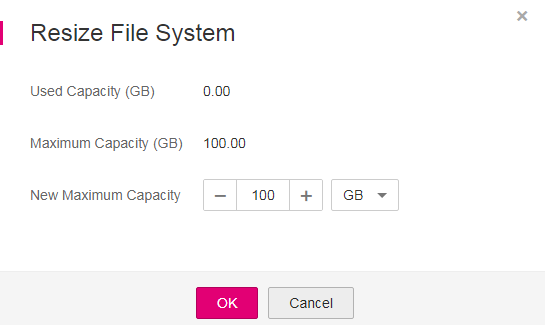 Resize File System
Used Capacity (GB) 0.00
Maximum Capacity (GB) 100.00
New Maximum Capacity − 100 + GB
OK Cancel